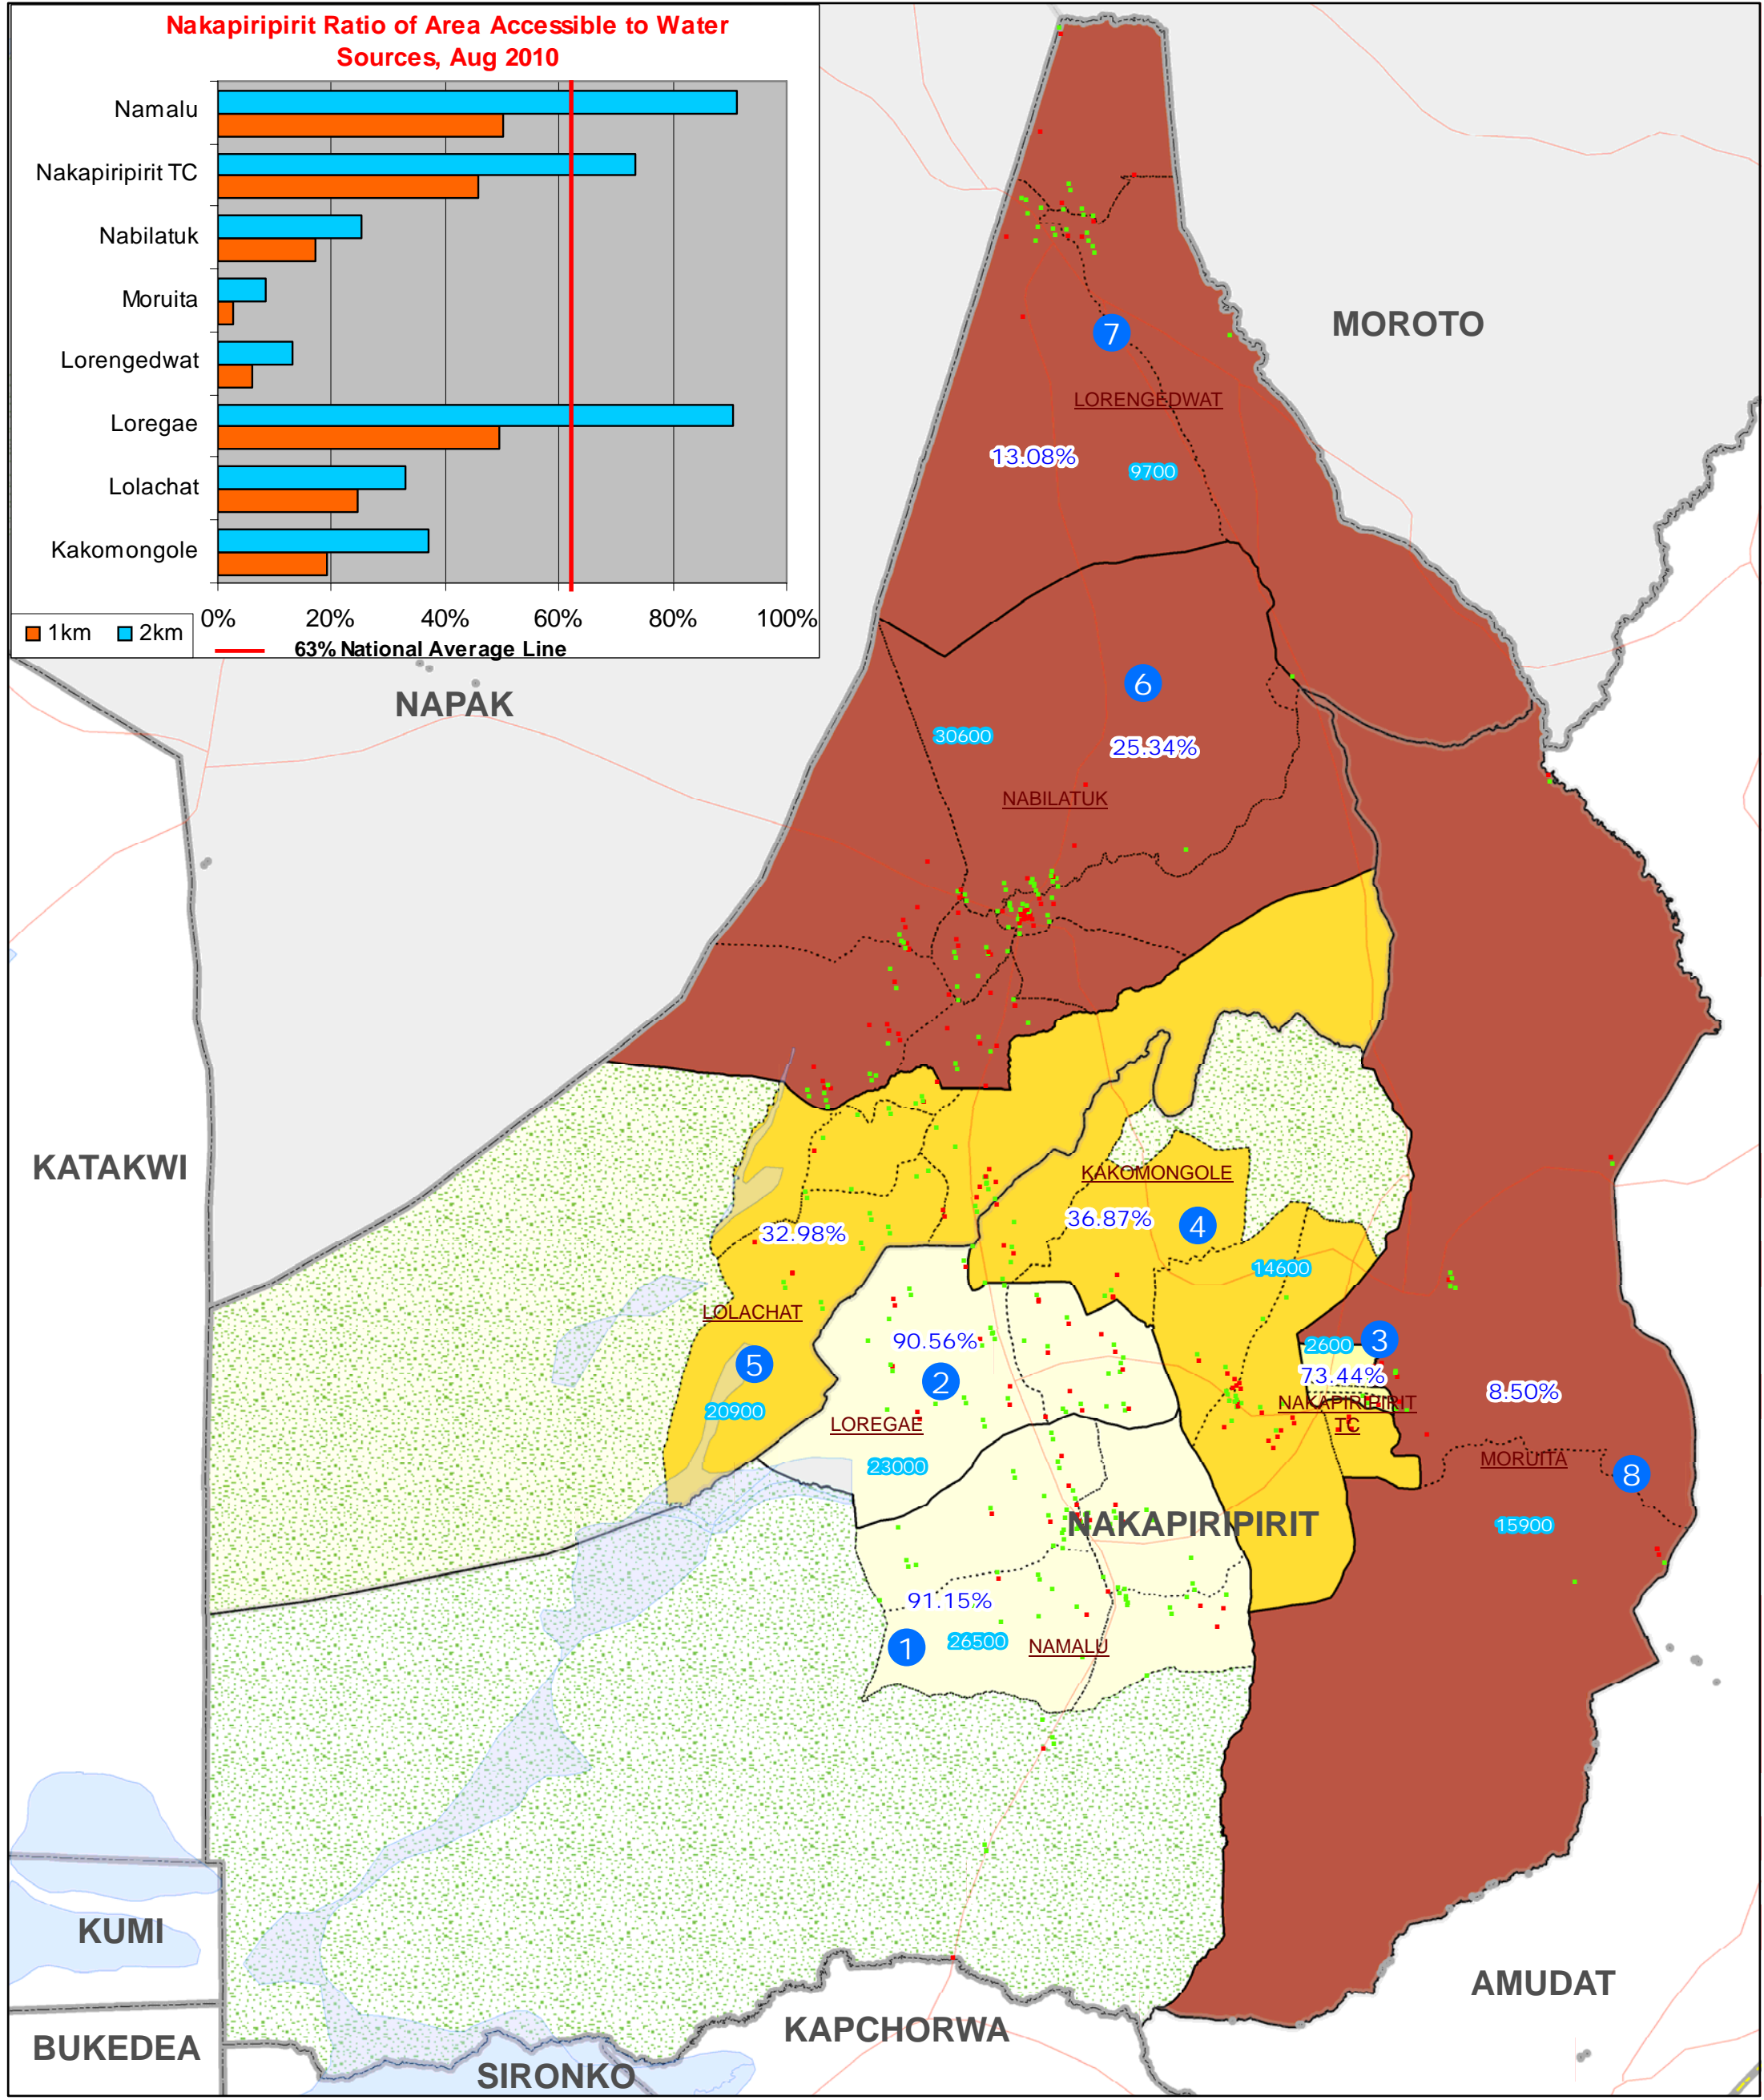 Nakapiripirit Ratio of Area Accessible to Water
Sources, Aug 2010
Namalu
Nakapiripirit TC
Nabilatuk
Moruita
Lorengedwat
Loregae
Lolachat
Kakomongole
0% 20% 40% 60% 80% 100%
1km 2km
63% National Average Line
MOROTO
7
LORENGEDWAT
13.08%
9700
6
NAPAK
30600
25.34%
NABILATUK
KATAKWI
KAKOMONGOLE
36.87%
4
32.98%
14600
LOLACHAT
90.56%
2600
3
5
2
73.44%
8.50%
20900
LOREGAE
NAKAPIRIPIRIT
TC
23000
MORUITA
8
NAKAPIRIPIRIT
15900
91.15%
1
26500
NAMALU
KUMI
AMUDAT
KAPCHORWA
BUKEDEA
SIRONKO